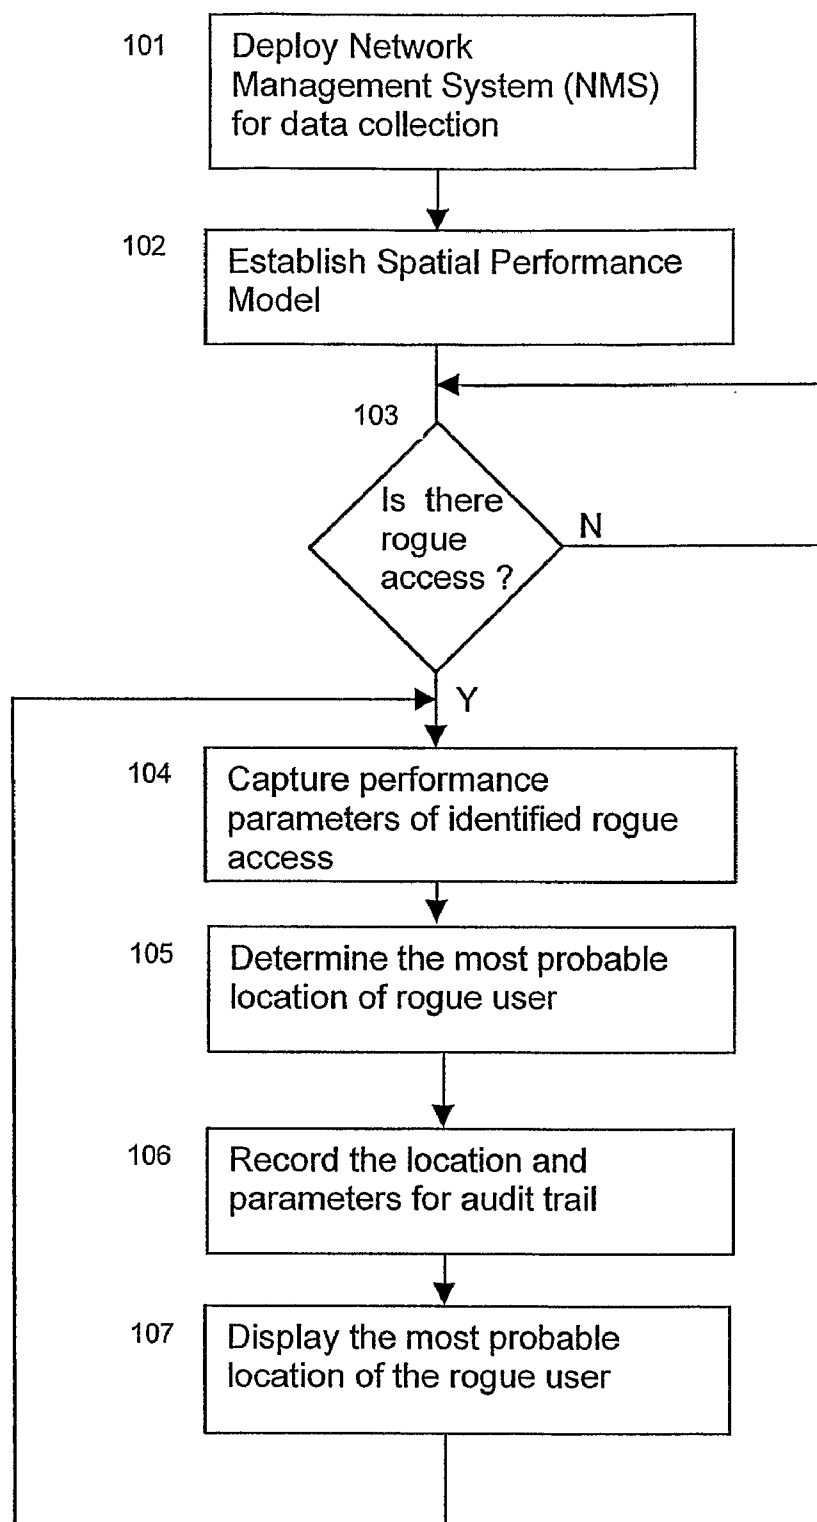 101
Deploy Network
Management System (NMS)
for data collection
102
Establish Spatial Performance
Model
103
Is there
rogue
access ?
N
Y
104
Capture performance
parameters of identified rogue
access
105
Determine the most probable
location of rogue user
106
Record the location and
parameters for audit trail
107
Display the most probable
location of the rogue user